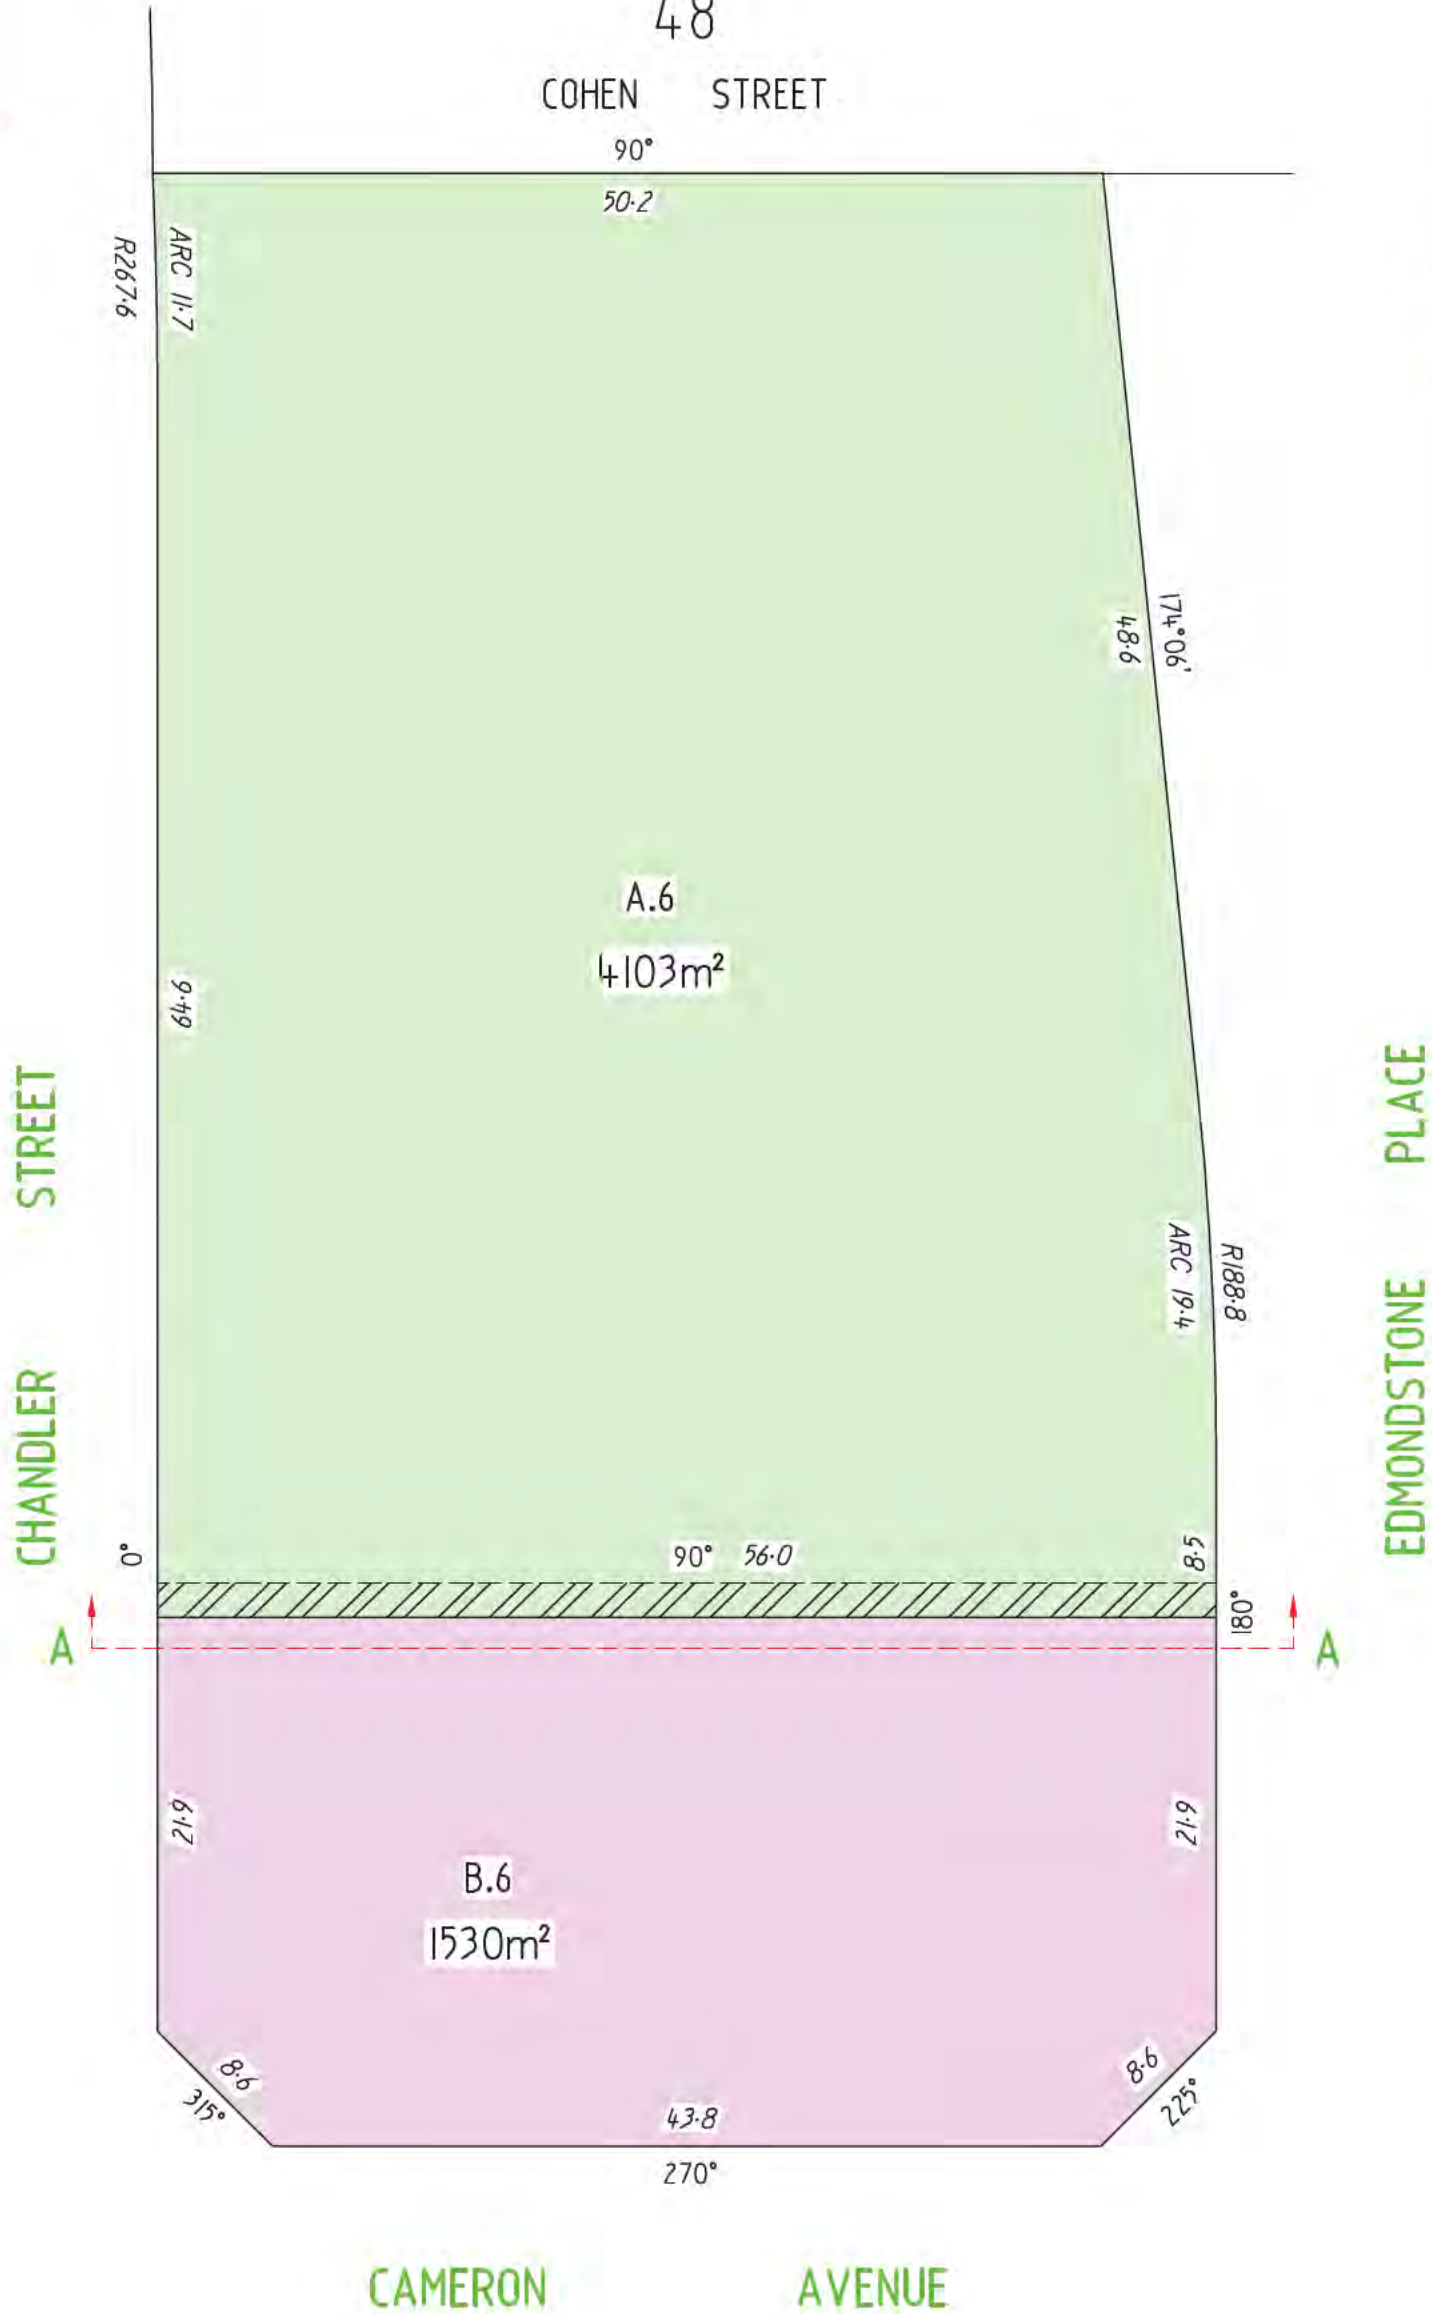 48
COHEN STREET
90°
50·2
R267·6
ARC 11·7
174°06'
48·6
A.6
4103m²
64·6
CHANDLER STREET
EDMONDSTONE PLACE
ARC 19·4
R188·8
0°
90° 56·0
8·5
180°
A
A
21·9
21·9
B.6
1530m²
8·6
315°
8·6
225°
43·8
270°
CAMERON AVENUE